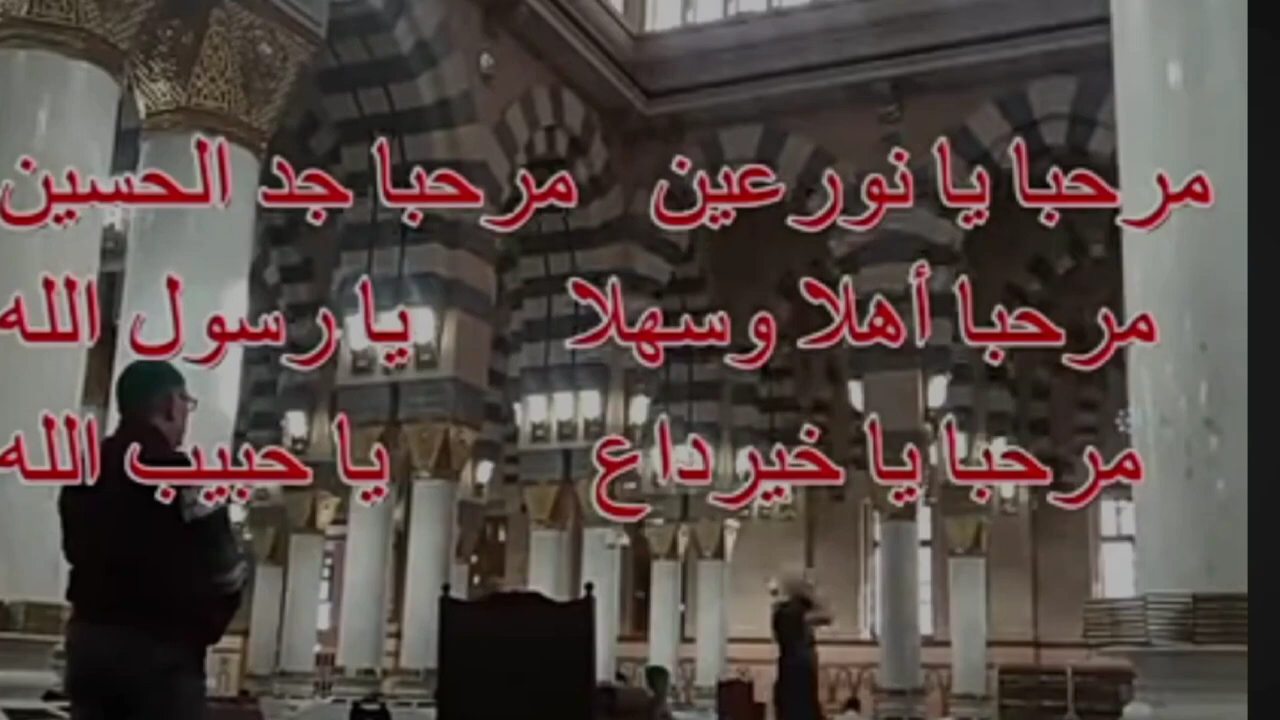 مرحبا يا نور عين مرحبا جد الحسين
مرحبا أهلا وسهلا يا رسول الله
مرحبا يا خير داع يا حبيب الله